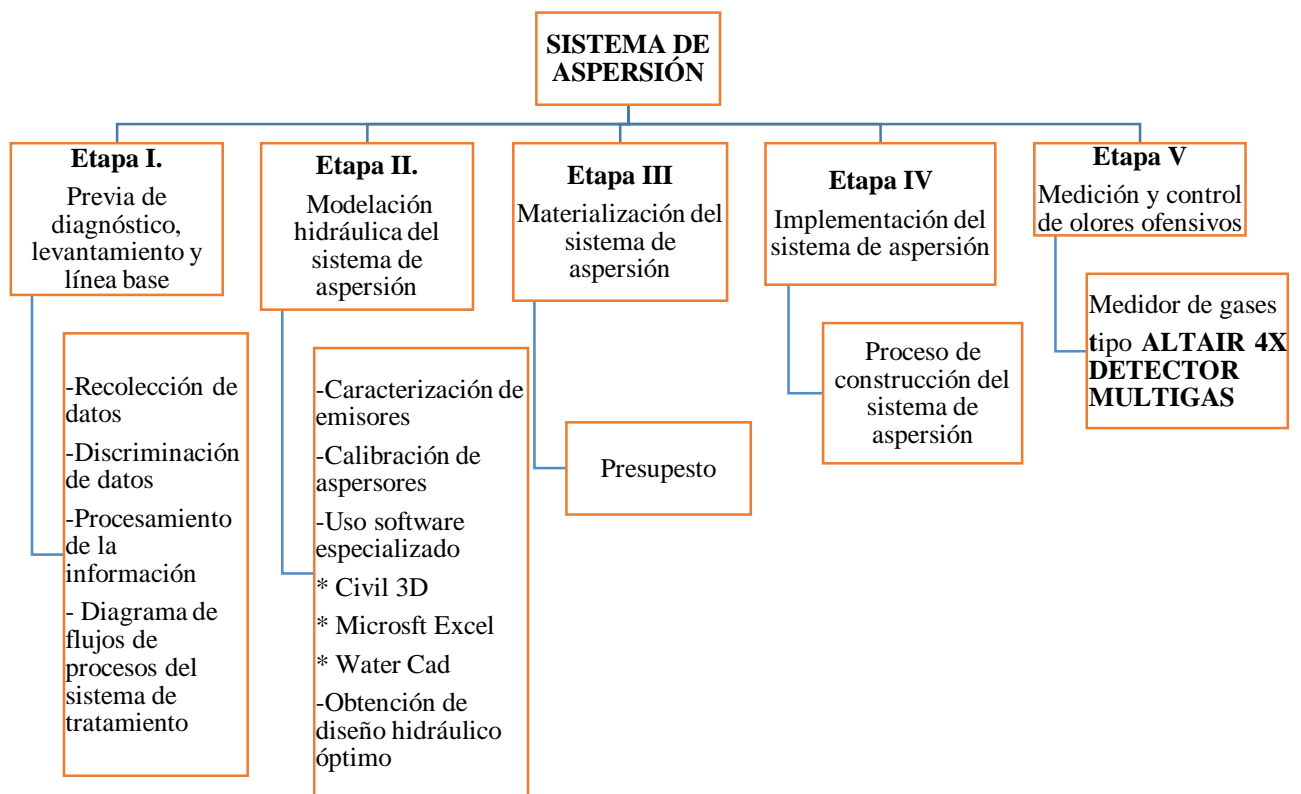 SISTEMA DE
ASPERSIÓN
Etapa I.
Previa de
diagnóstico,
levantamiento y
línea base
-Recolección de
datos
-Discriminación
de datos
-Procesamiento
de la
información
- Diagrama de
flujos de
procesos del
sistema de
tratamiento
Etapa II.
Modelación
hidráulica del
sistema de
aspersión
-Caracterización de
emisores
-Calibración de
aspersores
-Uso software
especializado
* Civil 3D
* Microsft Excel
* Water Cad
-Obtención de
diseño hidráulico
óptimo
Etapa III
Materialización del
sistema de
aspersión
Presupesto
Etapa IV
Implementación del
sistema de aspersión
Proceso de
construcción del
sistema de
aspersión
Etapa V
Medición y control
de olores ofensivos
Medidor de gases
tipo ALTAIR 4X
DETECTOR
MULTIGAS